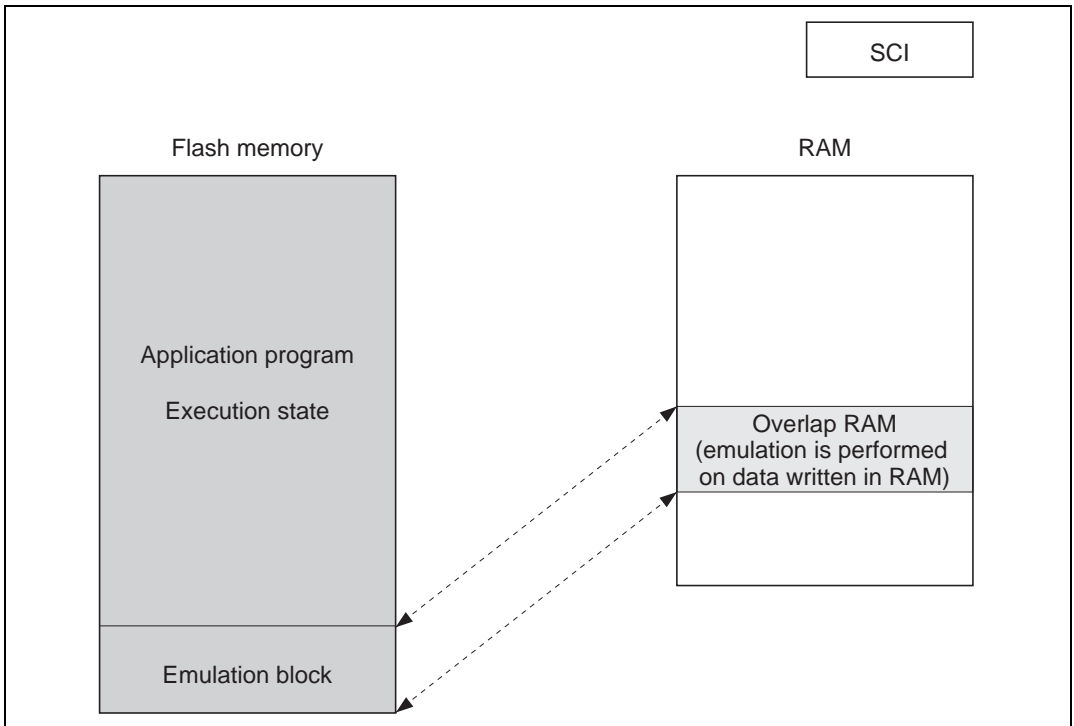 SCI
Flash memory
RAM
Application program
Execution state
Overlap RAM
(emulation is performed
on data written in RAM)
Emulation block